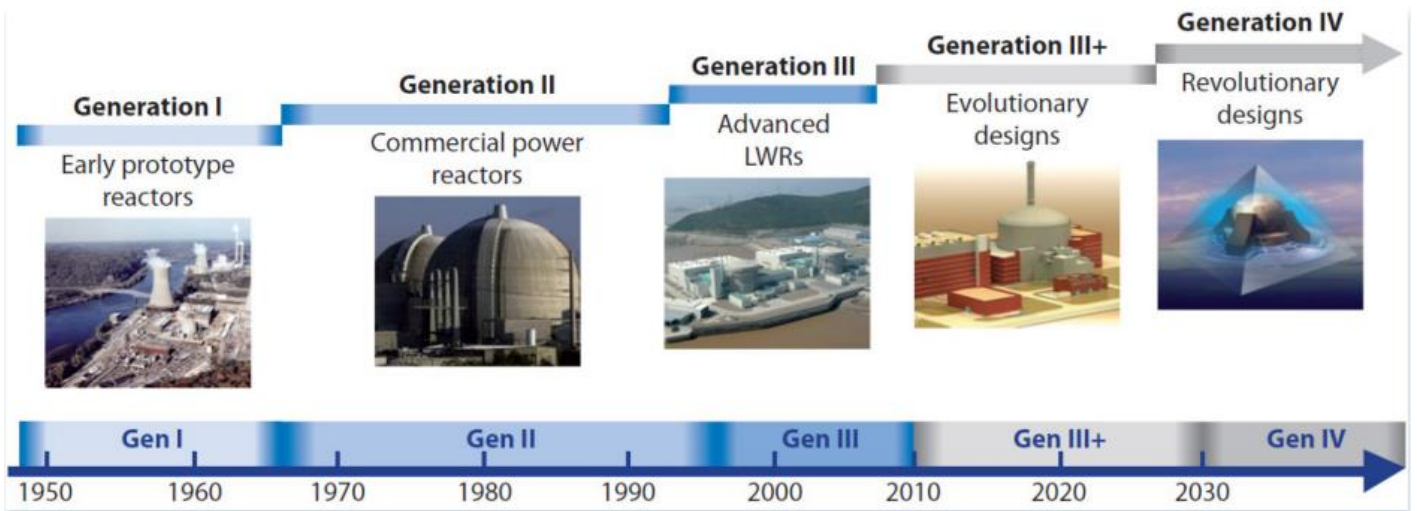 Generation I
Early prototype
reactors
Generation II
Commercial power
reactors
Generation III
Advanced
LWRs
Generation III+
Evolutionary
designs
Generation IV
Revolutionary
designs
Gen I
Gen II
Gen III
Gen III+
Gen IV
1950
1960
1970
1980
1990
2000
2010
2020
2030